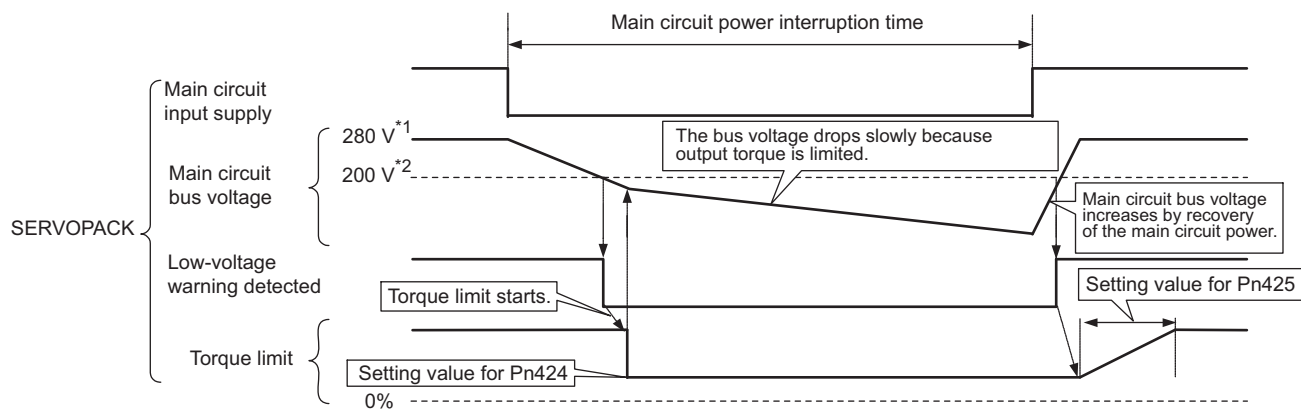 Main circuit power interruption time
Main circuit
input supply
280 V*1
The bus voltage drops slowly because
output torque is limited.
200 V*2
Main circuit
bus voltage
Main circuit bus voltage
increases by recovery
of the main circuit power.
SERVOPACK
Low-voltage
warning detected
Setting value for Pn425
Torque limit starts.
Torque limit
Setting value for Pn424
0%